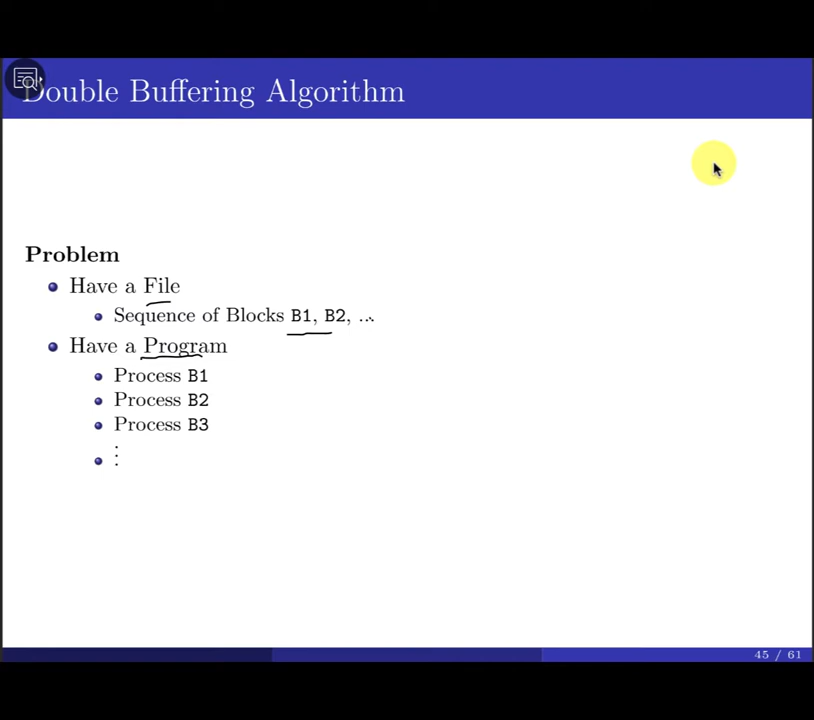 Double Buffering Algorithm
Problem
Have a File
Sequence of Blocks B1, B2, ...
Have a Program
Process B1
Process B2
Process B3
⋮
45 / 61